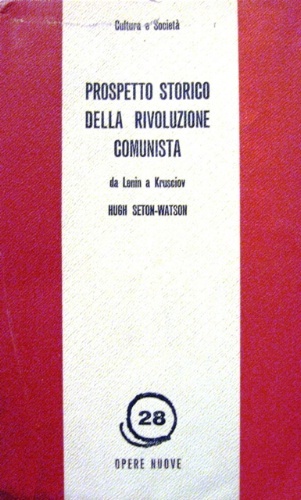 Cultura e Società
PROSPETTO STORICO
DELLA RIVOLUZIONE
COMUNISTA
da Lenin a Krusciov
HUGH SETON-WATSON
28
OPERE NUOVE